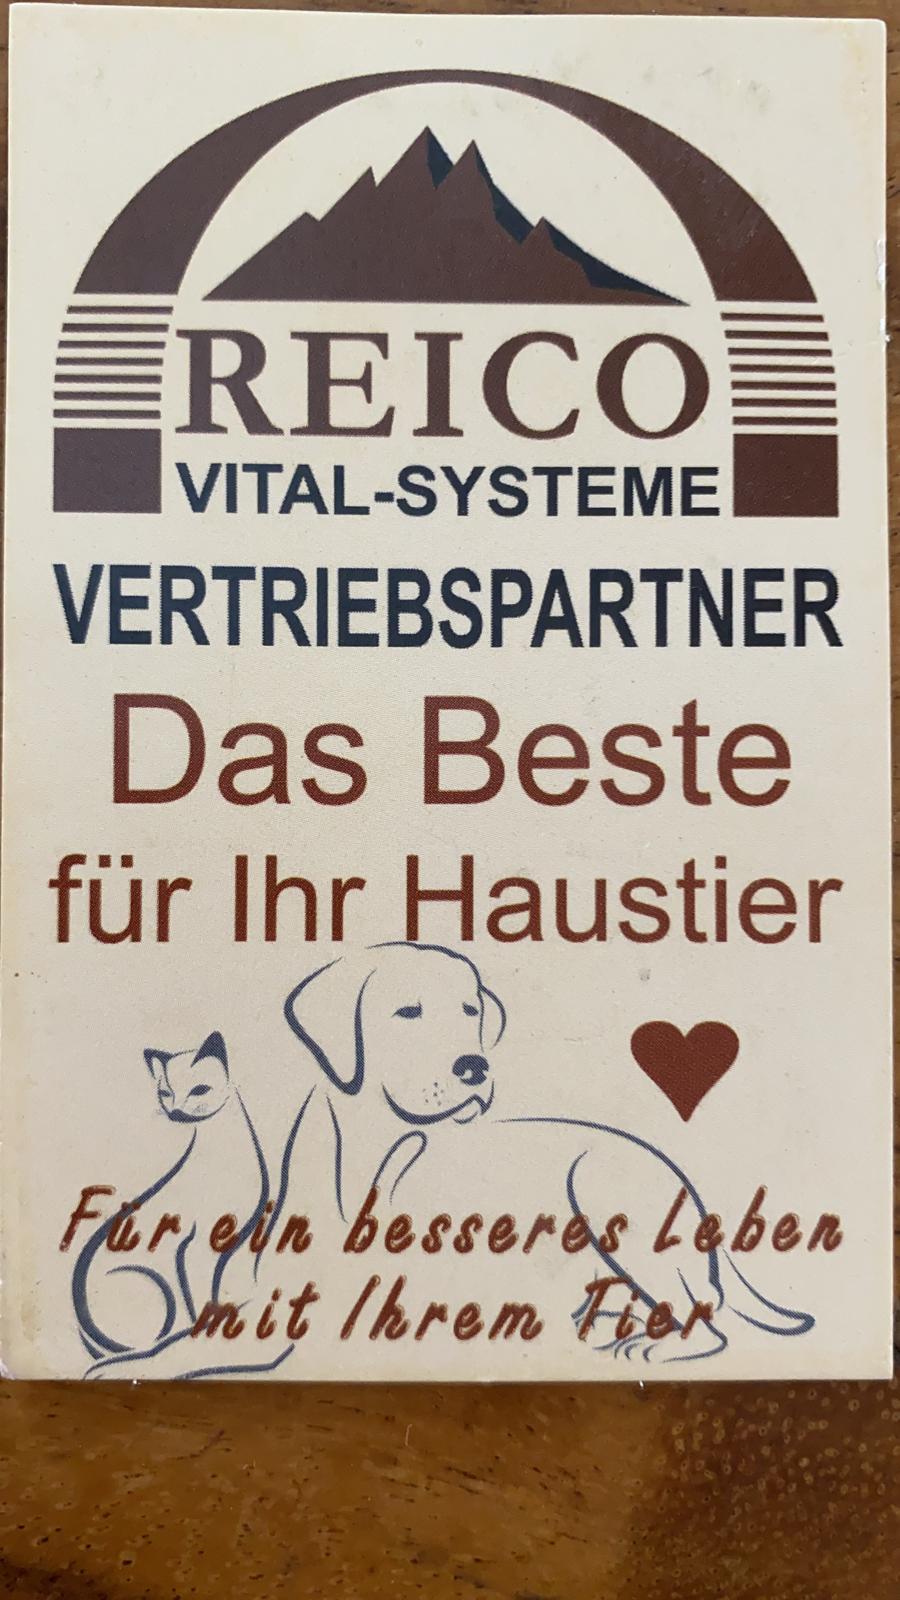 REICO
VITAL-SYSTEME
VERTRIEBSPARTNER
Das Beste
für Ihr Haustier
Für ein besseres Leben
mit Ihrem Tier